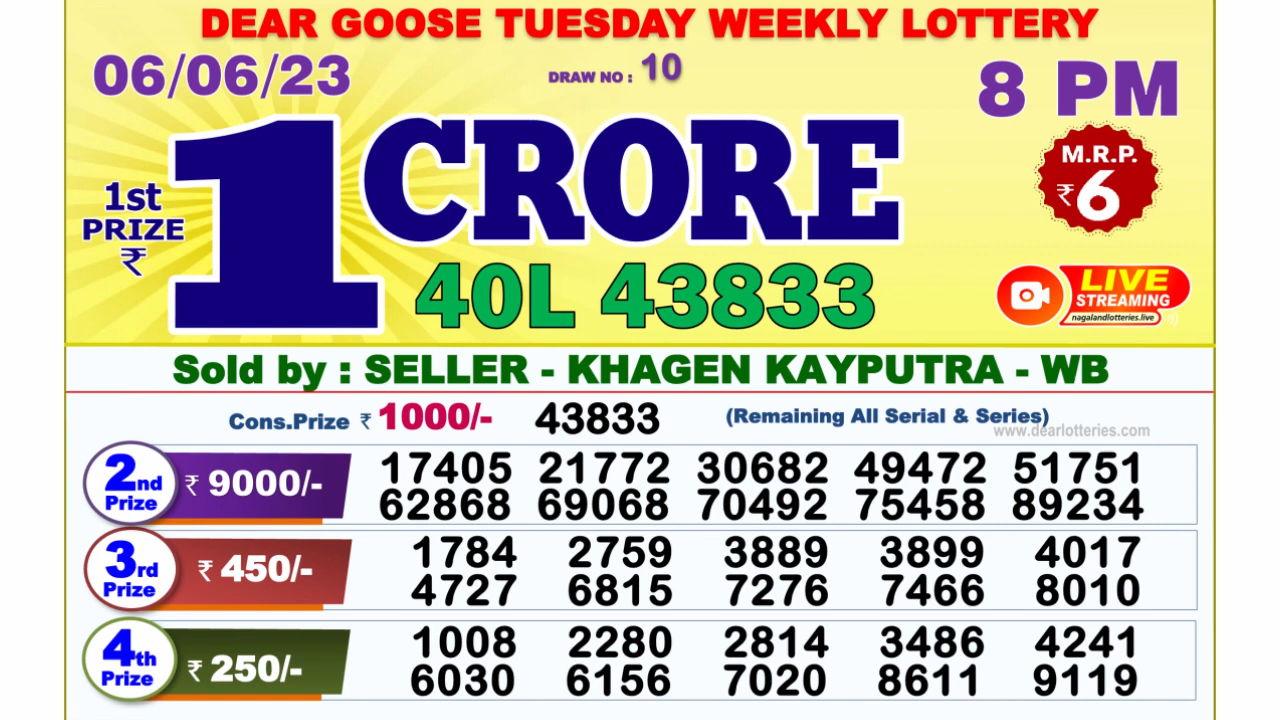 DEAR GOOSE TUESDAY WEEKLY LOTTERY
06/06/23 DRAW NO : 10 8 PM
1st PRIZE ₹ 1 CRORE
M.R.P. ₹ 6
40L 43833
LIVE STREAMING
nagalandlotteries.live
Sold by : SELLER - KHAGEN KAYPUTRA - WB
Cons.Prize ₹ 1000/- 43833 (Remaining All Serial & Series)
www.dearlotteries.com
2nd Prize ₹ 9000/-
17405 21772 30682 49472 51751
62868 69068 70492 75458 89234
3rd Prize ₹ 450/-
1784 2759 3889 3899 4017
4727 6815 7276 7466 8010
4th Prize ₹ 250/-
1008 2280 2814 3486 4241
6030 6156 7020 8611 9119